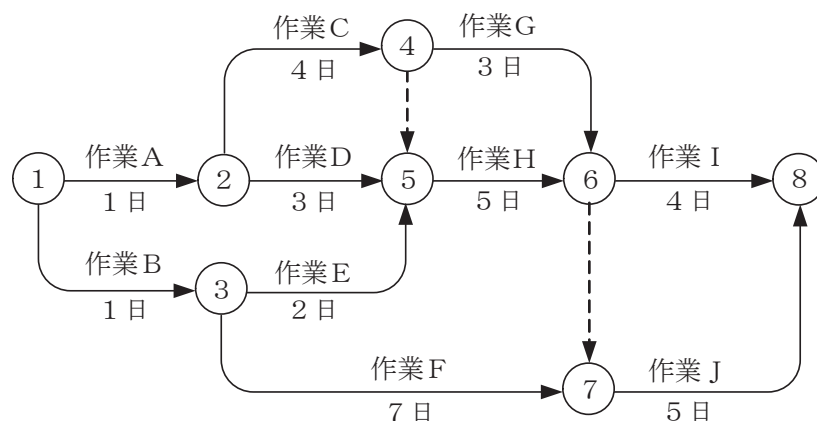 作業C
4日
④
作業G
3日
①
作業A
1日
②
作業D
3日
⑤
作業H
5日
⑥
作業I
4日
⑧
作業B
1日
③
作業E
2日
作業F
7日
⑦
作業J
5日